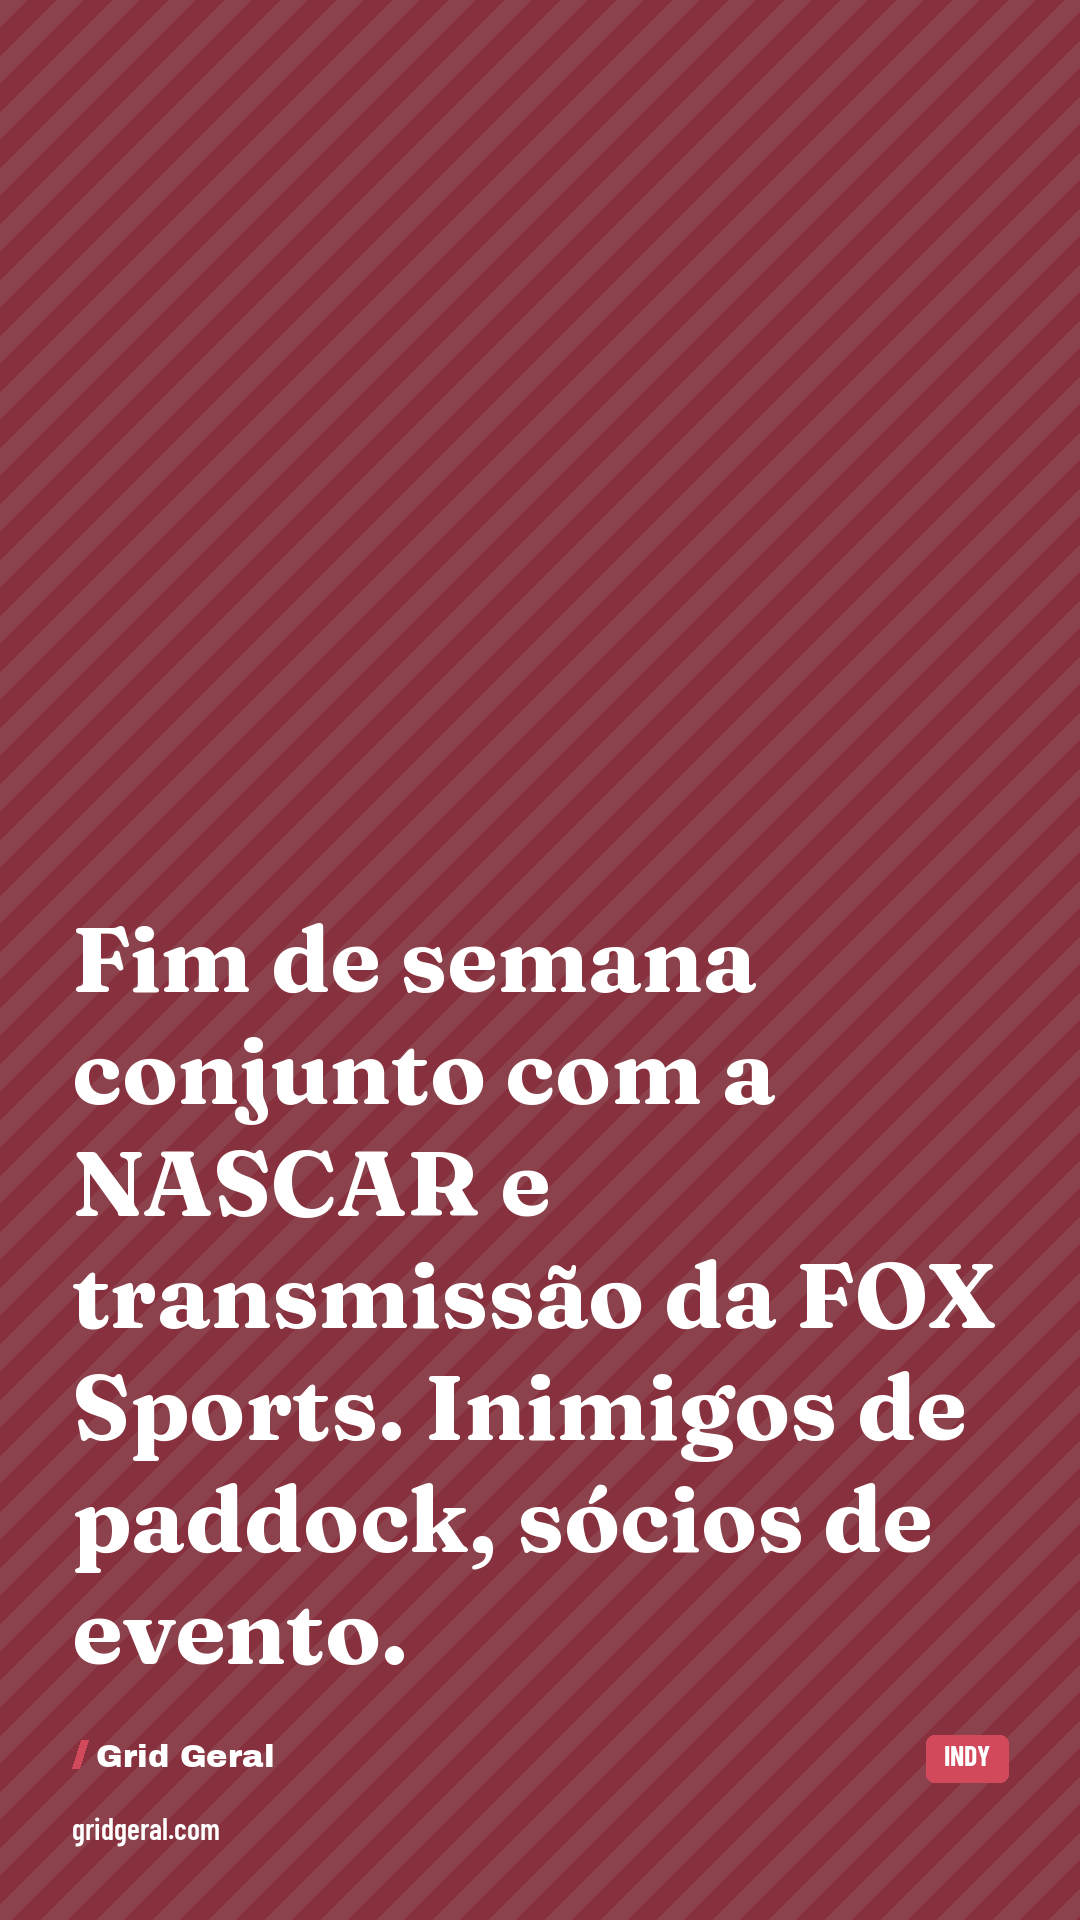 Fim de semana
conjunto com a
NASCAR e
transmissão da FOX
Sports. Inimigos de
paddock, sócios de
evento.
/ Grid Geral
INDY
gridgeral.com